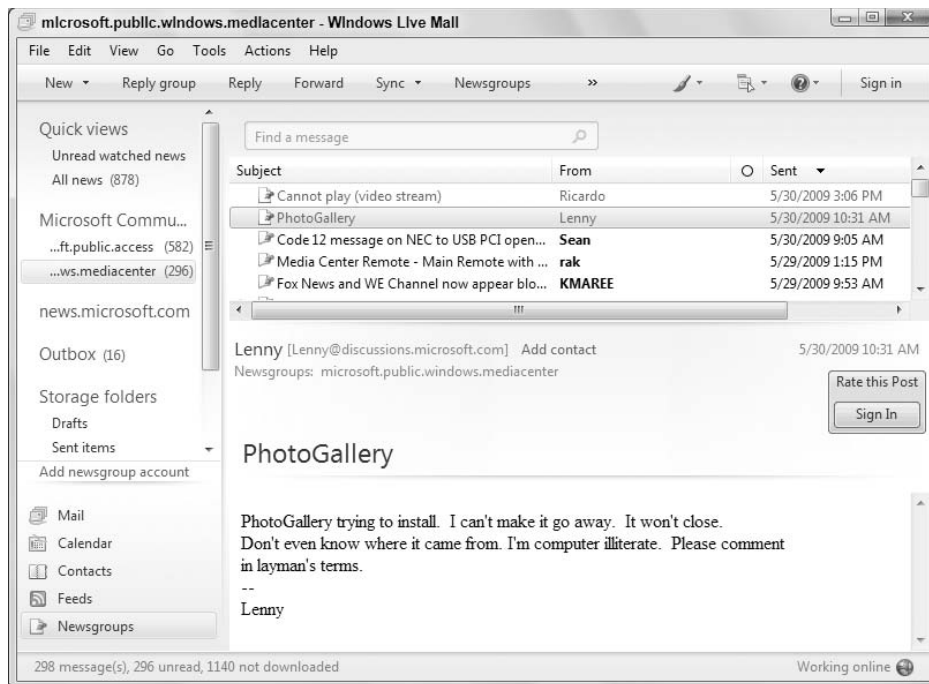 microsoft.public.windows.mediacenter - Windows Live Mail
File Edit View Go Tools Actions Help
New Reply group Reply Forward Sync Newsgroups » Sign in
Quick views
Unread watched news
All news (878)
Microsoft Commu...
...ft.public.access (582)
...ws.mediacenter (296)
news.microsoft.com
Outbox (16)
Storage folders
Drafts
Sent items
Add newsgroup account
Mail
Calendar
Contacts
Feeds
Newsgroups
Find a message
Subject From Sent
Cannot play (video stream) Ricardo 5/30/2009 3:06 PM
PhotoGallery Lenny 5/30/2009 10:31 AM
Code 12 message on NEC to USB PCI open... Sean 5/30/2009 9:05 AM
Media Center Remote - Main Remote with ... rak 5/29/2009 1:15 PM
Fox News and WE Channel now appear blo... KMAREE 5/29/2009 9:53 AM
Lenny [Lenny@discussions.microsoft.com] Add contact 5/30/2009 10:31 AM
Newsgroups: microsoft.public.windows.mediacenter
Rate this Post
Sign In
PhotoGallery
PhotoGallery trying to install. I can't make it go away. It won't close.
Don't even know where it came from. I'm computer illiterate. Please comment
in layman's terms.
--
Lenny
298 message(s), 296 unread, 1140 not downloaded
Working online